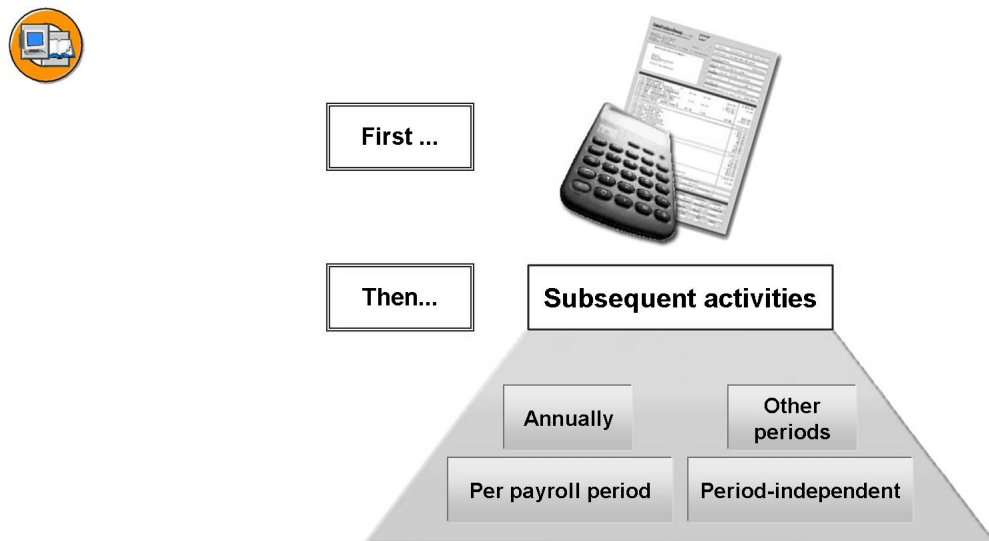 First ...
Then...
Subsequent activities
Annually
Other
periods
Per payroll period
Period-independent